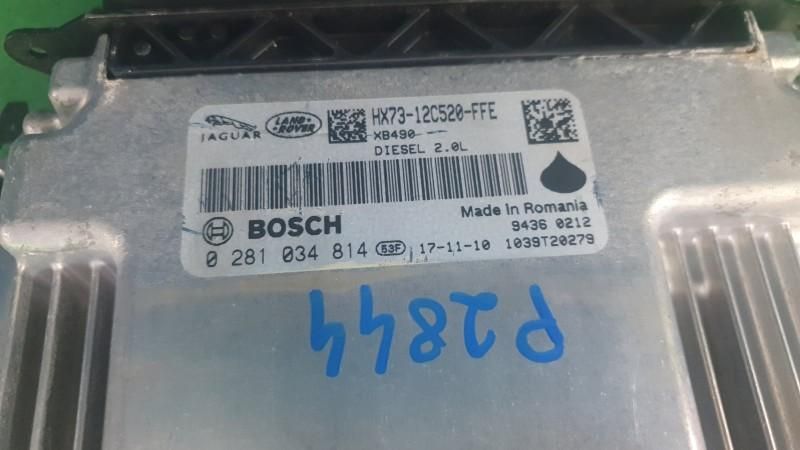 JAGUAR
LAND-
ROVER
HX73-12C520-FFE
XB490
DIESEL 2.0L
BOSCH
Made in Romania
9436 0212
0 281 034 814 53F 17-11-10 1039T20279
P2844